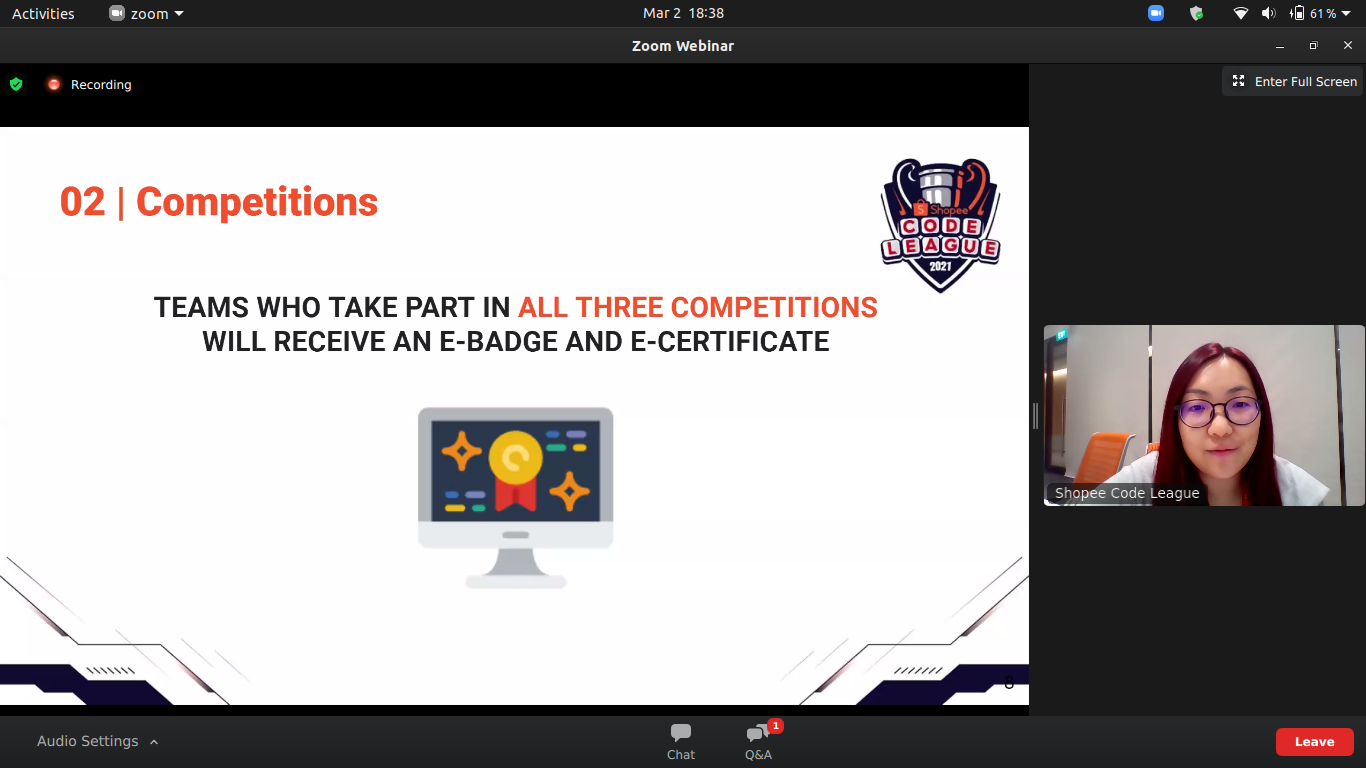 Activities
zoom
Mar 2 18:38
61 %
Zoom Webinar
Recording
Enter Full Screen
02 | Competitions
Shopee
CODE
LEAGUE
2021
TEAMS WHO TAKE PART IN ALL THREE COMPETITIONS
WILL RECEIVE AN E-BADGE AND E-CERTIFICATE
Shopee Code League
8
Audio Settings
Chat
1
Q&A
Leave